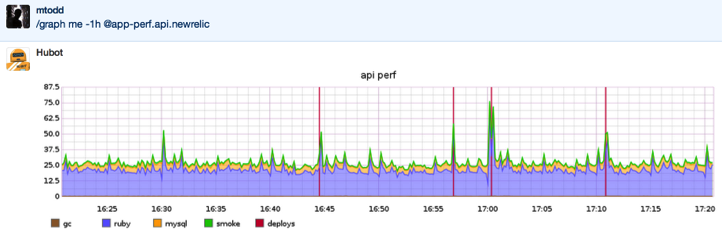 mtodd
/graph me -1h @app-perf.api.newrelic
Hubot
api perf
87.5
75.0
62.5
50.0
37.5
25.0
12.5
0
16:25 16:30 16:35 16:40 16:45 16:50 16:55 17:00 17:05 17:10 17:15 17:20
gc ruby mysql smoke deploys